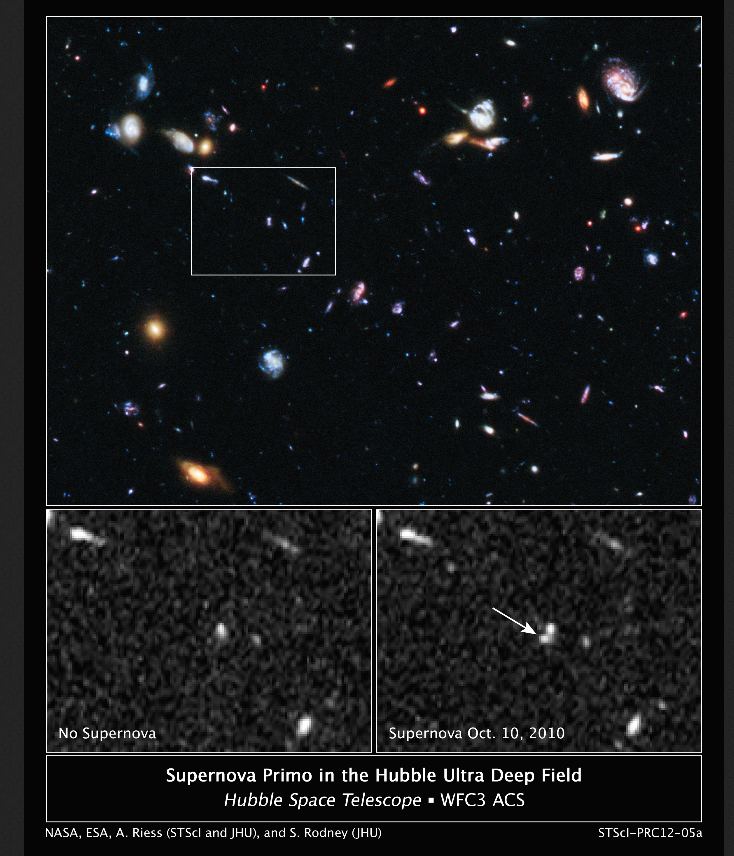 No Supernova
Supernova Oct. 10, 2010
Supernova Primo in the Hubble Ultra Deep Field
Hubble Space Telescope ▪ WFC3 ACS
NASA, ESA, A. Riess (STScI and JHU), and S. Rodney (JHU)
STScI-PRC12-05a